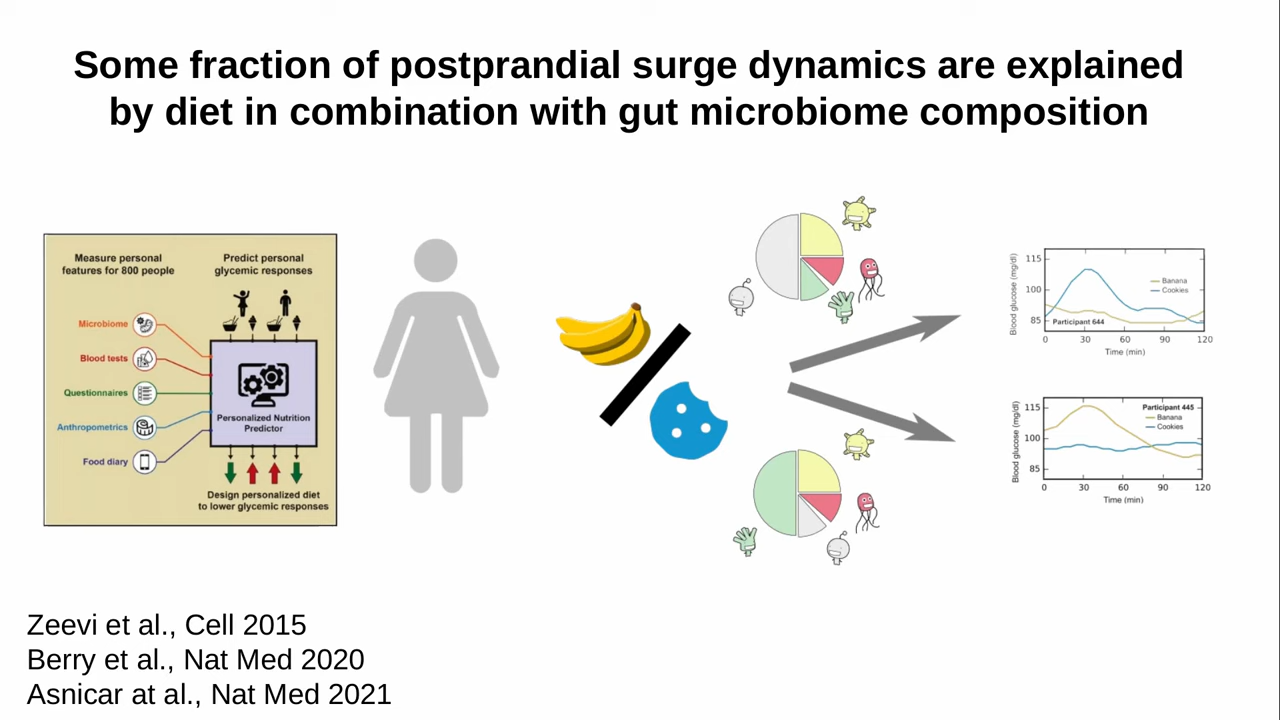 Some fraction of postprandial surge dynamics are explained
by diet in combination with gut microbiome composition
Measure personal
features for 800 people
Predict personal
glycemic responses
Microbiome
Blood tests
Questionnaires
Anthropometrics
Food diary
Personalized Nutrition
Predictor
Design personalized diet
to lower glycemic responses
Blood glucose (mg/dl)
115
100
85
Banana
Cookies
Participant 644
0 30 60 90 120
Time (min)
Blood glucose (mg/dl)
115
100
85
Participant 445
Banana
Cookies
0 30 60 90 120
Time (min)
Zeevi et al., Cell 2015
Berry et al., Nat Med 2020
Asnicar at al., Nat Med 2021